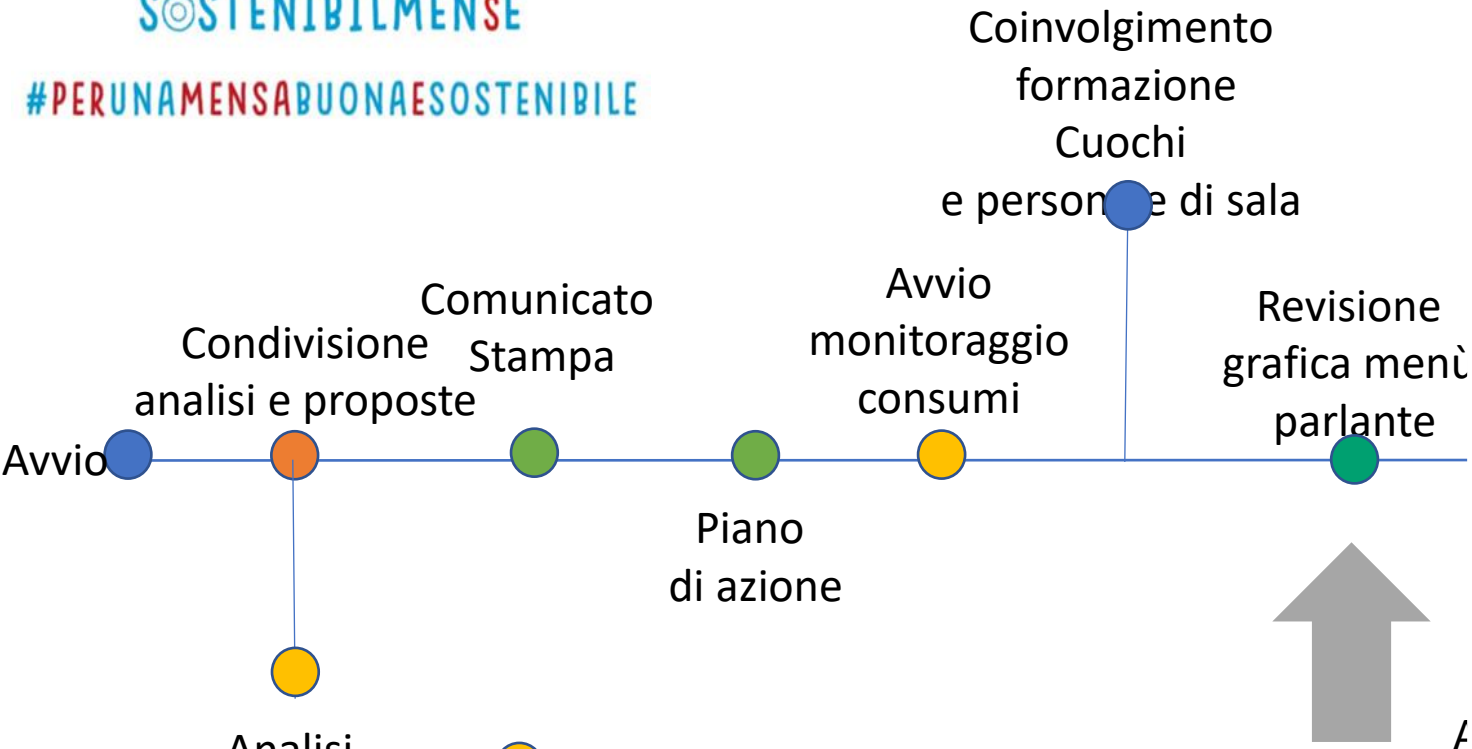 SOSTENIBILMENSE
#PERUNAMENSABUONAESOSTENIBILE
Coinvolgimento
formazione
Cuochi
e personale di sala
Avvio
monitoraggio
consumi
Comunicato
Stampa
Condivisione
analisi e proposte
Revisione
grafica menù
parlante
Avvio
Piano
di azione
Analisi